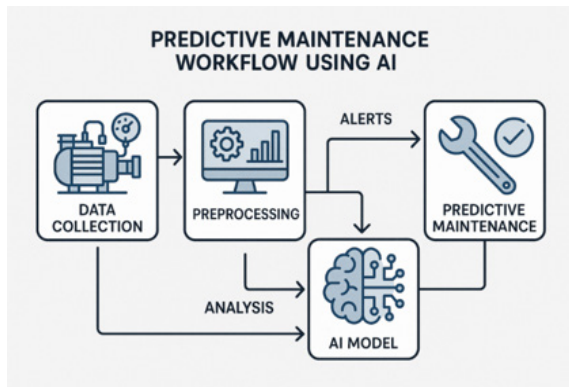 PREDICTIVE MAINTENANCE
WORKFLOW USING AI
DATA
COLLECTION
PREPROCESSING
ALERTS
PREDICTIVE
MAINTENANCE
ANALYSIS
AI MODEL